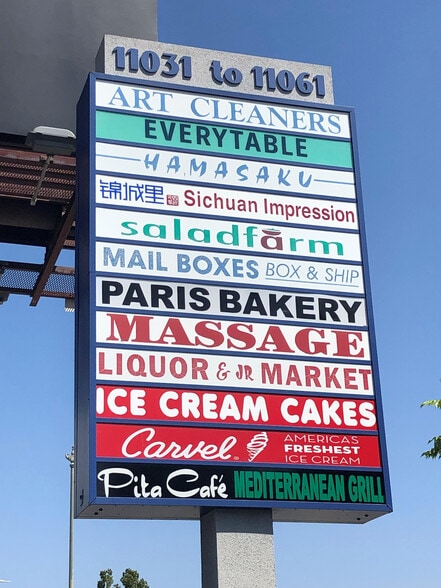 11031 to 11061
ART CLEANERS
EVERYTABLE
HAMASAKU
锦城里 Sichuan Impression
saladfarm
MAIL BOXES BOX & SHIP
PARIS BAKERY
MASSAGE
LIQUOR & JR MARKET
ICE CREAM CAKES
Carvel® AMERICA'S
FRESHEST
ICE CREAM
Pita Café MEDITERRANEAN GRILL